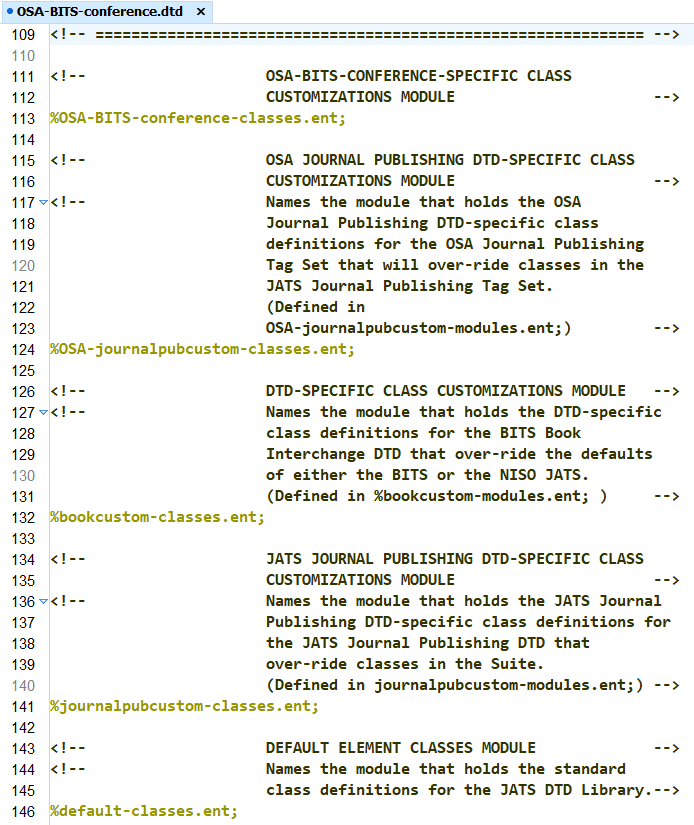 OSA-BITS-conference.dtd ×
109 <!-- ============================================================= -->
110
111 <!-- OSA-BITS-CONFERENCE-SPECIFIC CLASS
112 CUSTOMIZATIONS MODULE -->
113 %OSA-BITS-conference-classes.ent;
114
115 <!-- OSA JOURNAL PUBLISHING DTD-SPECIFIC CLASS
116 CUSTOMIZATIONS MODULE -->
117 <!-- Names the module that holds the OSA
118 Journal Publishing DTD-specific class
119 definitions for the OSA Journal Publishing
120 Tag Set that will over-ride classes in the
121 JATS Journal Publishing Tag Set.
122 (Defined in
123 OSA-journalpubcustom-modules.ent;) -->
124 %OSA-journalpubcustom-classes.ent;
125
126 <!-- DTD-SPECIFIC CLASS CUSTOMIZATIONS MODULE -->
127 <!-- Names the module that holds the DTD-specific
128 class definitions for the BITS Book
129 Interchange DTD that over-ride the defaults
130 of either the BITS or the NISO JATS.
131 (Defined in %bookcustom-modules.ent; ) -->
132 %bookcustom-classes.ent;
133
134 <!-- JATS JOURNAL PUBLISHING DTD-SPECIFIC CLASS
135 CUSTOMIZATIONS MODULE -->
136 <!-- Names the module that holds the JATS Journal
137 Publishing DTD-specific class definitions for
138 the JATS Journal Publishing DTD that
139 over-ride classes in the Suite.
140 (Defined in journalpubcustom-modules.ent;) -->
141 %journalpubcustom-classes.ent;
142
143 <!-- DEFAULT ELEMENT CLASSES MODULE -->
144 <!-- Names the module that holds the standard
145 class definitions for the JATS DTD Library.-->
146 %default-classes.ent;